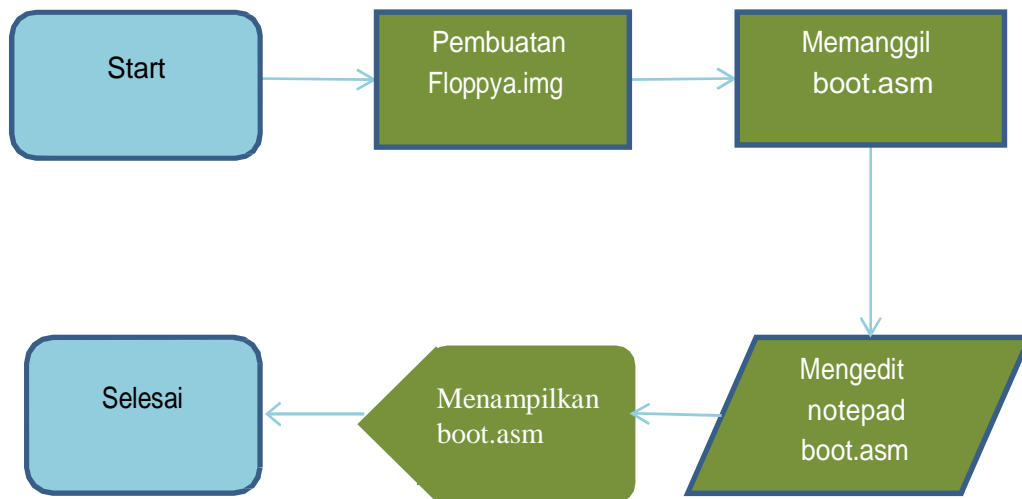 Start
Pembuatan
Floppya.img
Memanggil
boot.asm
Mengedit
notepad
boot.asm
Menampilkan
boot.asm
Selesai